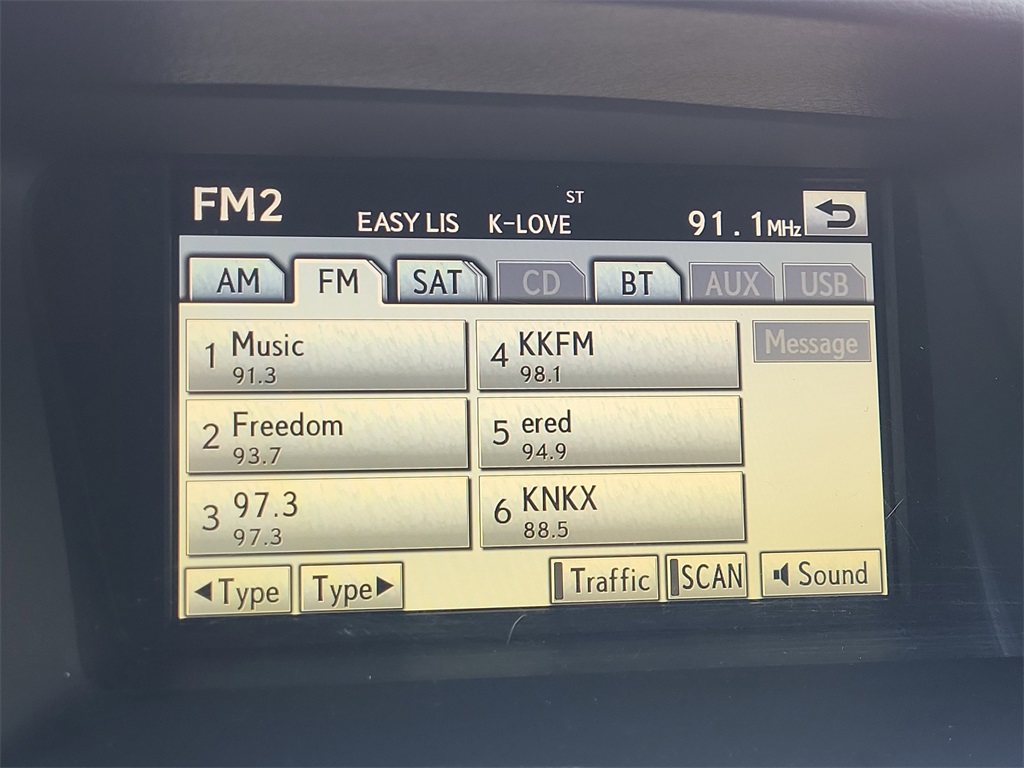 FM2
ST
EASY LIS K-LOVE 91.1MHz
AM FM SAT CD BT AUX USB
1 Music
91.3
4 KKFM
98.1
Message
2 Freedom
93.7
5 ered
94.9
3 97.3
97.3
6 KNKX
88.5
◀Type Type▶ Traffic SCAN Sound